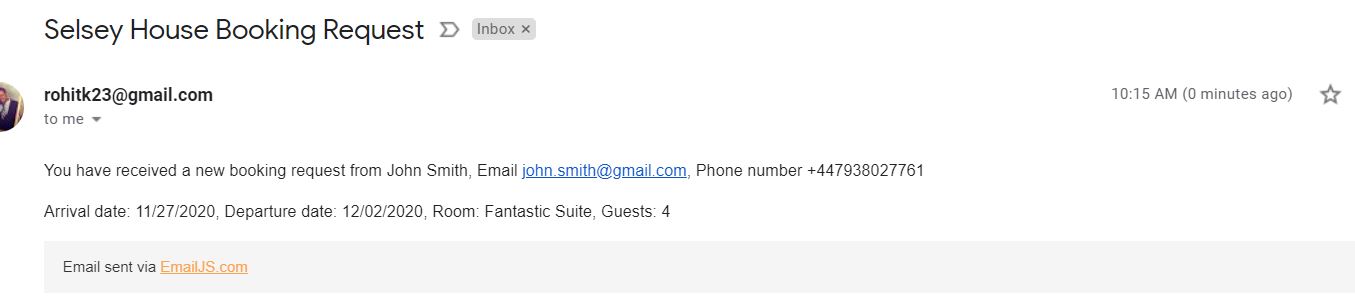 Selsey House Booking Request Inbox ×
rohitk23@gmail.com 10:15 AM (0 minutes ago)
to me
You have received a new booking request from John Smith, Email john.smith@gmail.com, Phone number +447938027761
Arrival date: 11/27/2020, Departure date: 12/02/2020, Room: Fantastic Suite, Guests: 4
Email sent via EmailJS.com